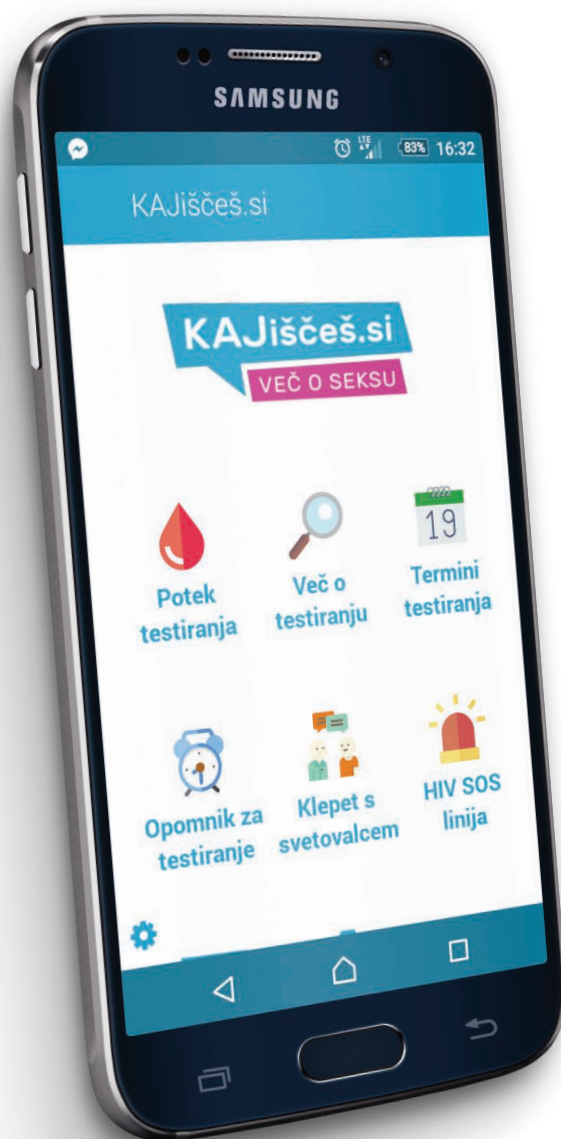 SAMSUNG
LTE
83% 16:32
KAJiščeš.si
KAJiščeš.si
VEČ O SEKSU
19
Potek
testiranja
Več o
testiranju
Termini
testiranja
Opomnik za
testiranje
Klepet s
svetovalcem
HIV SOS
linija